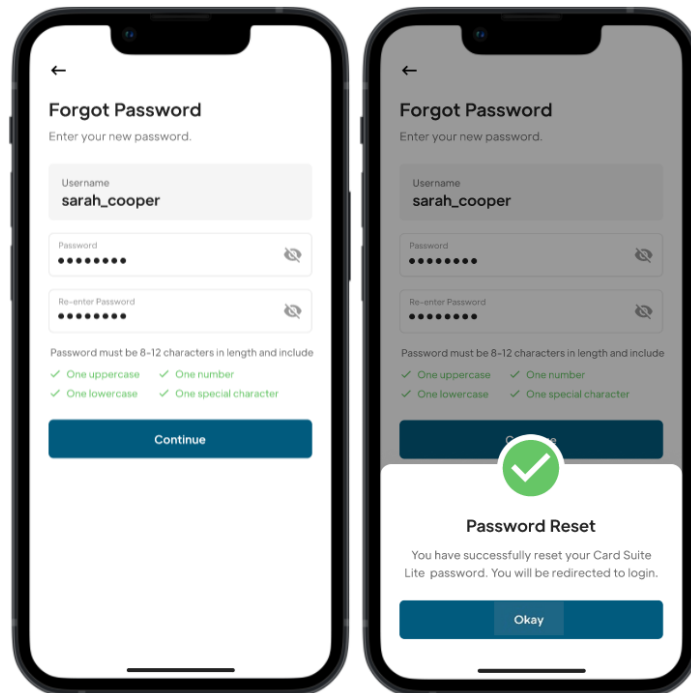 Forgot Password
Enter your new password.
Username
sarah_cooper
Password
••••••••
Re-enter Password
••••••••
Password must be 8-12 characters in length and include
✓ One uppercase ✓ One number
✓ One lowercase ✓ One special character
Continue
Forgot Password
Enter your new password.
Username
sarah_cooper
Password
••••••••
Re-enter Password
••••••••
Password must be 8-12 characters in length and include
✓ One uppercase ✓ One number
✓ One lowercase ✓ One special character
Password Reset
You have successfully reset your Card Suite
Lite password. You will be redirected to login.
Okay